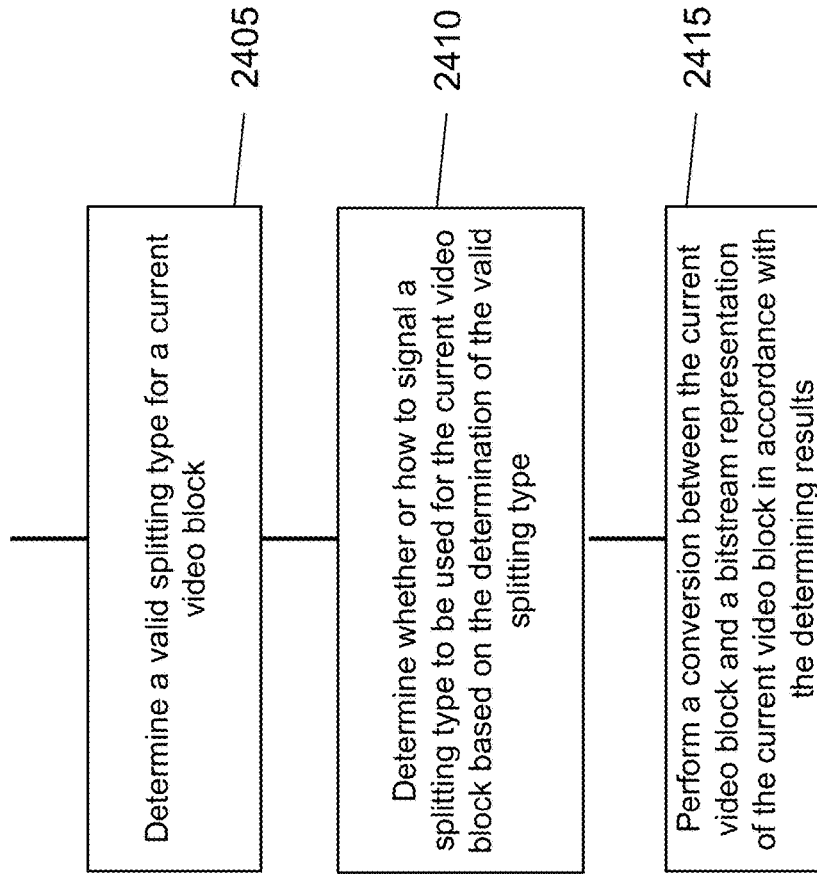 Determine a valid splitting type for a current
video block
2405
Determine whether or how to signal a
splitting type to be used for the current video
block based on the determination of the valid
splitting type
2410
Perform a conversion between the current
video block and a bitstream representation
of the current video block in accordance with
the determining results
2415